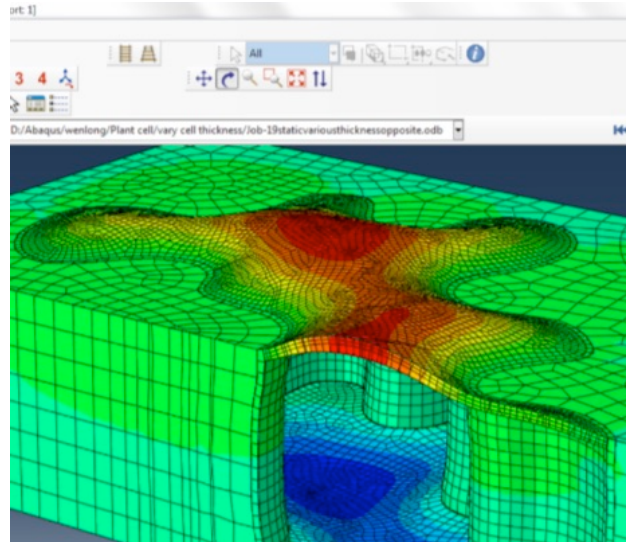 ort: 1]
All
3 4
D:/Abaqus/wenlong/Plant cell/vary cell thickness/Job-19staticvariousthicknessopposite.odb